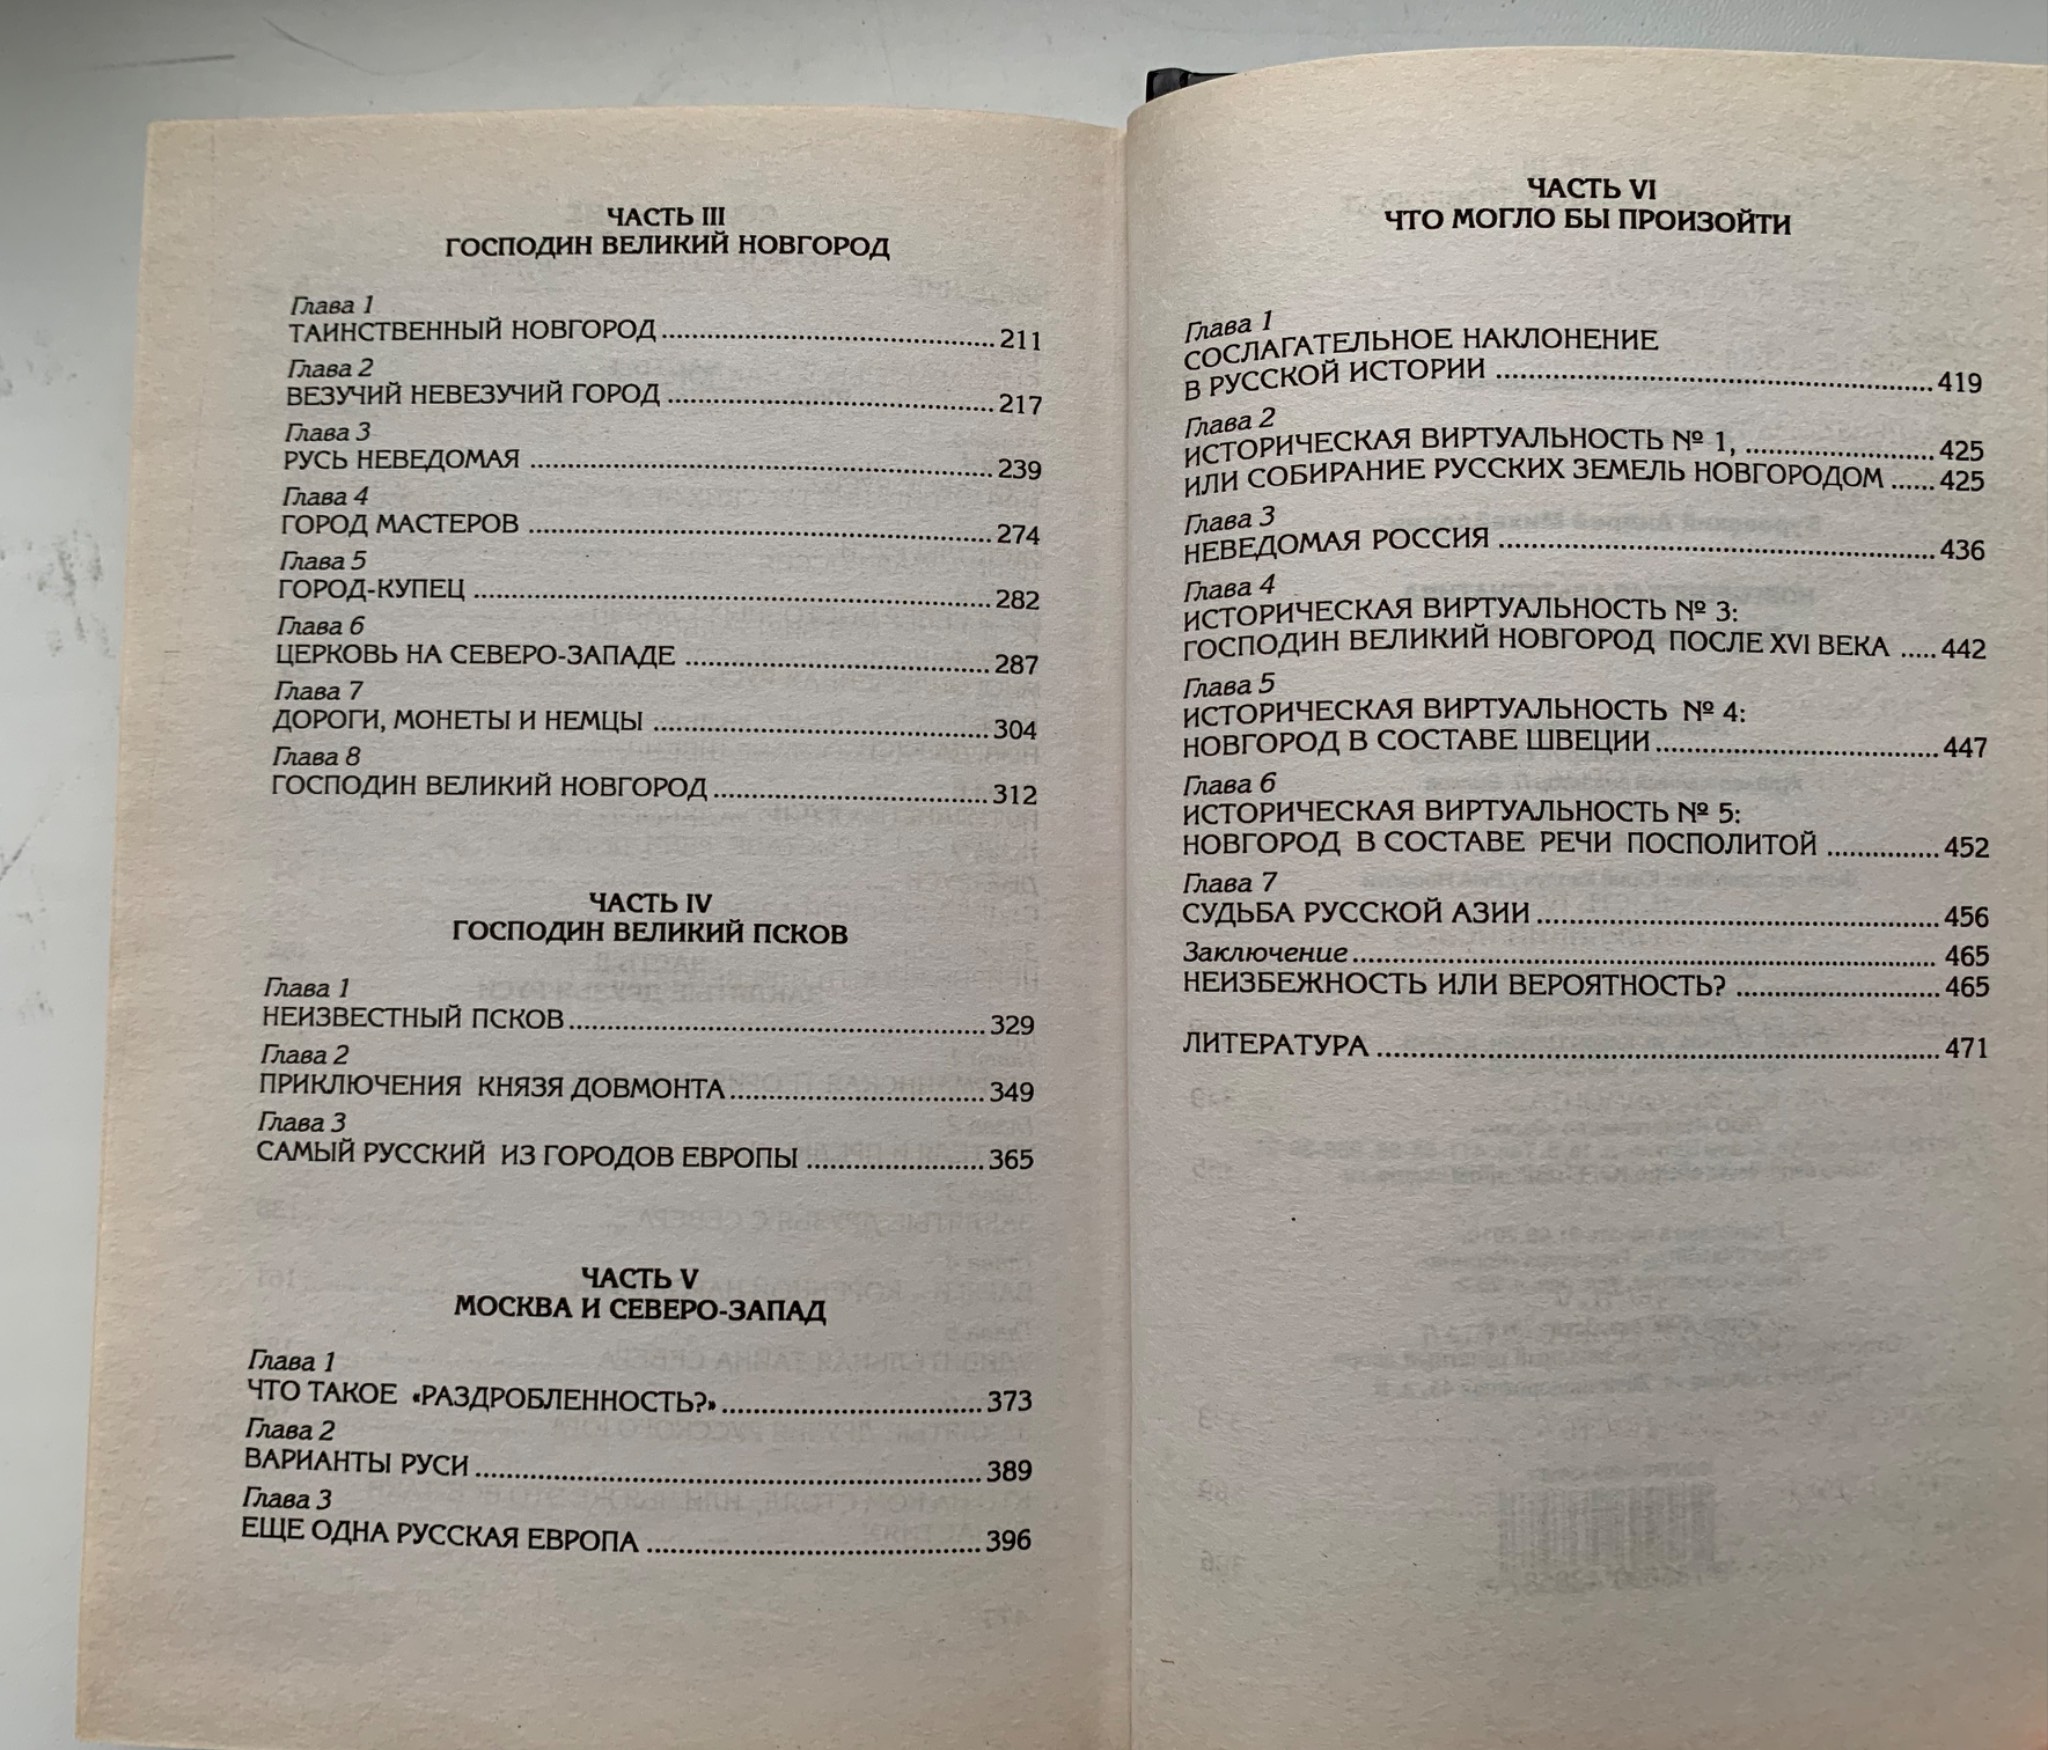 ЧАСТЬ III
ГОСПОДИН ВЕЛИКИЙ НОВГОРОД
Глава 1
ТАИНСТВЕННЫЙ НОВГОРОД ... 211
Глава 2
ВЕЗУЧИЙ НЕВЕЗУЧИЙ ГОРОД ... 217
Глава 3
РУСЬ НЕВЕДОМАЯ ... 239
Глава 4
ГОРОД МАСТЕРОВ ... 274
Глава 5
ГОРОД-КУПЕЦ ... 282
Глава 6
ЦЕРКОВЬ НА СЕВЕРО-ЗАПАДЕ ... 287
Глава 7
ДОРОГИ, МОНЕТЫ И НЕМЦЫ ... 304
Глава 8
ГОСПОДИН ВЕЛИКИЙ НОВГОРОД ... 312
ЧАСТЬ IV
ГОСПОДИН ВЕЛИКИЙ ПСКОВ
Глава 1
НЕИЗВЕСТНЫЙ ПСКОВ ... 329
Глава 2
ПРИКЛЮЧЕНИЯ КНЯЗЯ ДОВМОНТА ... 349
Глава 3
САМЫЙ РУССКИЙ ИЗ ГОРОДОВ ЕВРОПЫ ... 365
ЧАСТЬ V
МОСКВА И СЕВЕРО-ЗАПАД
Глава 1
ЧТО ТАКОЕ «РАЗДРОБЛЕННОСТЬ?» ... 373
Глава 2
ВАРИАНТЫ РУСИ ... 389
Глава 3
ЕЩЕ ОДНА РУССКАЯ ЕВРОПА ... 396
ЧАСТЬ VI
ЧТО МОГЛО БЫ ПРОИЗОЙТИ
Глава 1
СОСЛАГАТЕЛЬНОЕ НАКЛОНЕНИЕ
В РУССКОЙ ИСТОРИИ ... 419
Глава 2
ИСТОРИЧЕСКАЯ ВИРТУАЛЬНОСТЬ № 1, ... 425
ИЛИ СОБИРАНИЕ РУССКИХ ЗЕМЕЛЬ НОВГОРОДОМ ... 425
Глава 3
НЕВЕДОМАЯ РОССИЯ ... 436
Глава 4
ИСТОРИЧЕСКАЯ ВИРТУАЛЬНОСТЬ № 3:
ГОСПОДИН ВЕЛИКИЙ НОВГОРОД ПОСЛЕ XVI ВЕКА ... 442
Глава 5
ИСТОРИЧЕСКАЯ ВИРТУАЛЬНОСТЬ № 4:
НОВГОРОД В СОСТАВЕ ШВЕЦИИ ... 447
Глава 6
ИСТОРИЧЕСКАЯ ВИРТУАЛЬНОСТЬ № 5:
НОВГОРОД В СОСТАВЕ РЕЧИ ПОСПОЛИТОЙ ... 452
Глава 7
СУДЬБА РУССКОЙ АЗИИ ... 456
Заключение ... 465
НЕИЗБЕЖНОСТЬ ИЛИ ВЕРОЯТНОСТЬ? ... 465
ЛИТЕРАТУРА ... 471